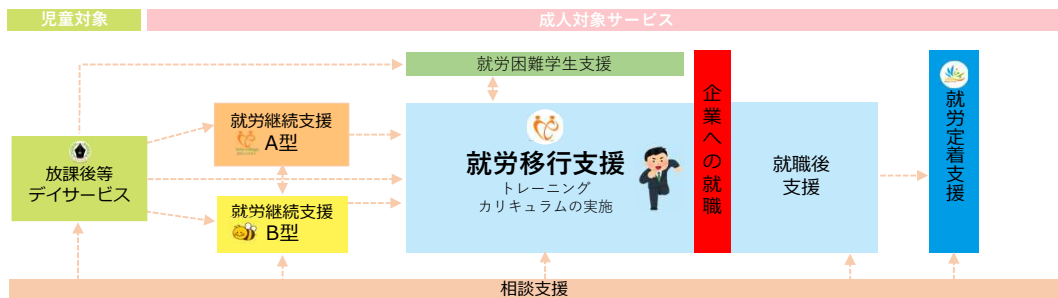 児童対象
成人対象サービス
就労困難学生支援
就労継続支援
A型
放課後等
デイサービス
就労継続支援
B型
就労移行支援
トレーニング
カリキュラムの実施
企業への就職
就職後
支援
就労定着支援
相談支援